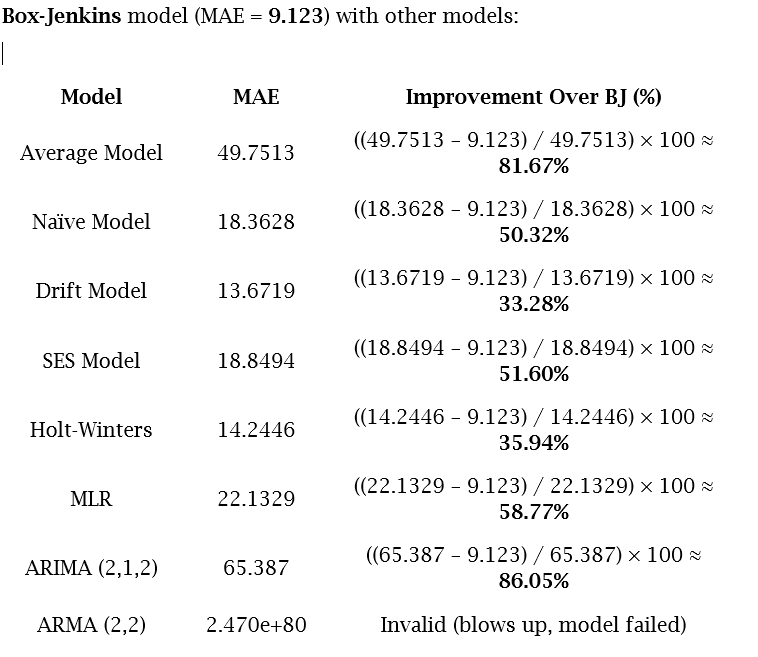 Box-Jenkins model (MAE = 9.123) with other models:
Model MAE Improvement Over BJ (%)
Average Model 49.7513 ((49.7513 – 9.123) / 49.7513) × 100 ≈
81.67%
Naïve Model 18.3628 ((18.3628 – 9.123) / 18.3628) × 100 ≈
50.32%
Drift Model 13.6719 ((13.6719 – 9.123) / 13.6719) × 100 ≈
33.28%
SES Model 18.8494 ((18.8494 – 9.123) / 18.8494) × 100 ≈
51.60%
Holt-Winters 14.2446 ((14.2446 – 9.123) / 14.2446) × 100 ≈
35.94%
MLR 22.1329 ((22.1329 – 9.123) / 22.1329) × 100 ≈
58.77%
ARIMA (2,1,2) 65.387 ((65.387 – 9.123) / 65.387) × 100 ≈
86.05%
ARMA (2,2) 2.470e+80 Invalid (blows up, model failed)